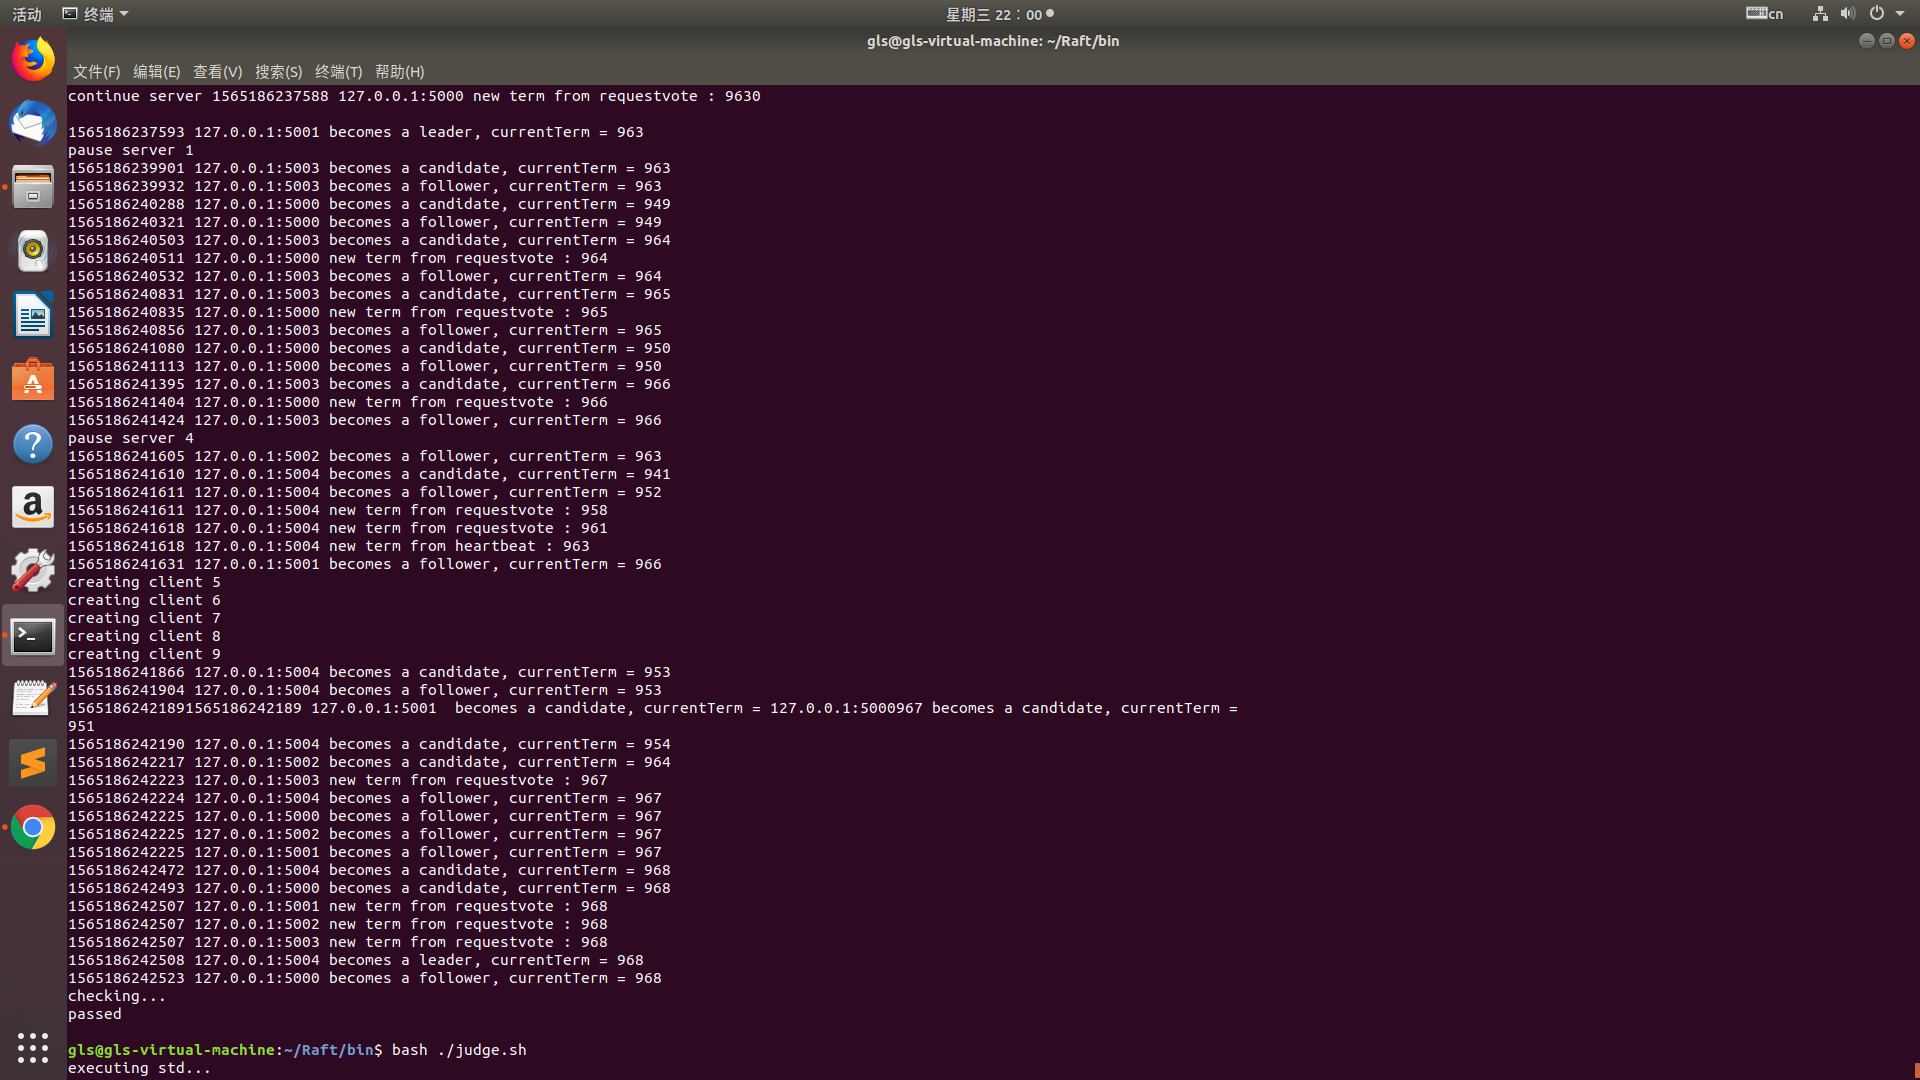 活动 终端 星期三 22：00 cn
gls@gls-virtual-machine: ~/Raft/bin
文件(F) 编辑(E) 查看(V) 搜索(S) 终端(T) 帮助(H)
continue server 1565186237588 127.0.0.1:5000 new term from requestvote : 9630
1565186237593 127.0.0.1:5001 becomes a leader, currentTerm = 963
pause server 1
1565186239901 127.0.0.1:5003 becomes a candidate, currentTerm = 963
1565186239932 127.0.0.1:5003 becomes a follower, currentTerm = 963
1565186240288 127.0.0.1:5000 becomes a candidate, currentTerm = 949
1565186240321 127.0.0.1:5000 becomes a follower, currentTerm = 949
1565186240503 127.0.0.1:5003 becomes a candidate, currentTerm = 964
1565186240511 127.0.0.1:5000 new term from requestvote : 964
1565186240532 127.0.0.1:5003 becomes a follower, currentTerm = 964
1565186240831 127.0.0.1:5003 becomes a candidate, currentTerm = 965
1565186240835 127.0.0.1:5000 new term from requestvote : 965
1565186240856 127.0.0.1:5003 becomes a follower, currentTerm = 965
1565186241080 127.0.0.1:5000 becomes a candidate, currentTerm = 950
1565186241113 127.0.0.1:5000 becomes a follower, currentTerm = 950
1565186241395 127.0.0.1:5003 becomes a candidate, currentTerm = 966
1565186241404 127.0.0.1:5000 new term from requestvote : 966
1565186241424 127.0.0.1:5003 becomes a follower, currentTerm = 966
pause server 4
1565186241605 127.0.0.1:5002 becomes a follower, currentTerm = 963
1565186241610 127.0.0.1:5004 becomes a candidate, currentTerm = 941
1565186241611 127.0.0.1:5004 becomes a follower, currentTerm = 952
1565186241611 127.0.0.1:5004 new term from requestvote : 958
1565186241618 127.0.0.1:5004 new term from requestvote : 961
1565186241618 127.0.0.1:5004 new term from heartbeat : 963
1565186241631 127.0.0.1:5001 becomes a follower, currentTerm = 966
creating client 5
creating client 6
creating client 7
creating client 8
creating client 9
1565186241866 127.0.0.1:5004 becomes a candidate, currentTerm = 953
1565186241904 127.0.0.1:5004 becomes a follower, currentTerm = 953
15651862421891565186242189 127.0.0.1:5001  becomes a candidate, currentTerm = 127.0.0.1:5000967 becomes a candidate, currentTerm =
951
1565186242190 127.0.0.1:5004 becomes a candidate, currentTerm = 954
1565186242217 127.0.0.1:5002 becomes a candidate, currentTerm = 964
1565186242223 127.0.0.1:5003 new term from requestvote : 967
1565186242224 127.0.0.1:5004 becomes a follower, currentTerm = 967
1565186242225 127.0.0.1:5000 becomes a follower, currentTerm = 967
1565186242225 127.0.0.1:5002 becomes a follower, currentTerm = 967
1565186242225 127.0.0.1:5001 becomes a follower, currentTerm = 967
1565186242472 127.0.0.1:5004 becomes a candidate, currentTerm = 968
1565186242493 127.0.0.1:5000 becomes a candidate, currentTerm = 968
1565186242507 127.0.0.1:5001 new term from requestvote : 968
1565186242507 127.0.0.1:5002 new term from requestvote : 968
1565186242507 127.0.0.1:5003 new term from requestvote : 968
1565186242508 127.0.0.1:5004 becomes a leader, currentTerm = 968
1565186242523 127.0.0.1:5000 becomes a follower, currentTerm = 968
checking...
passed
gls@gls-virtual-machine:~/Raft/bin$ bash ./judge.sh
executing std...